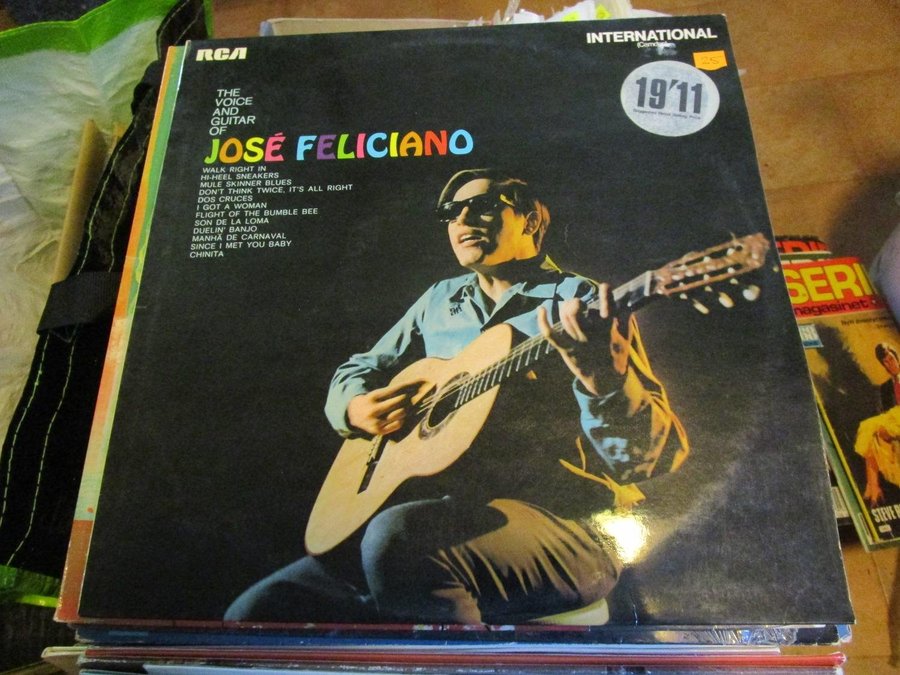 RCA
INTERNATIONAL
25
19'11
THE
VOICE
AND
GUITAR
OF
JOSÉ FELICIANO
WALK RIGHT IN
HI-HEEL SNEAKERS
MULE SKINNER BLUES
DON'T THINK TWICE, IT'S ALL RIGHT
DOS CRUCES
I GOT A WOMAN
FLIGHT OF THE BUMBLE BEE
SON DE LA LOMA
DUELIN' BANJO
MANHÃ DE CARNAVAL
SINCE I MET YOU BABY
CHINITA
SERI
magasinet
STEVE